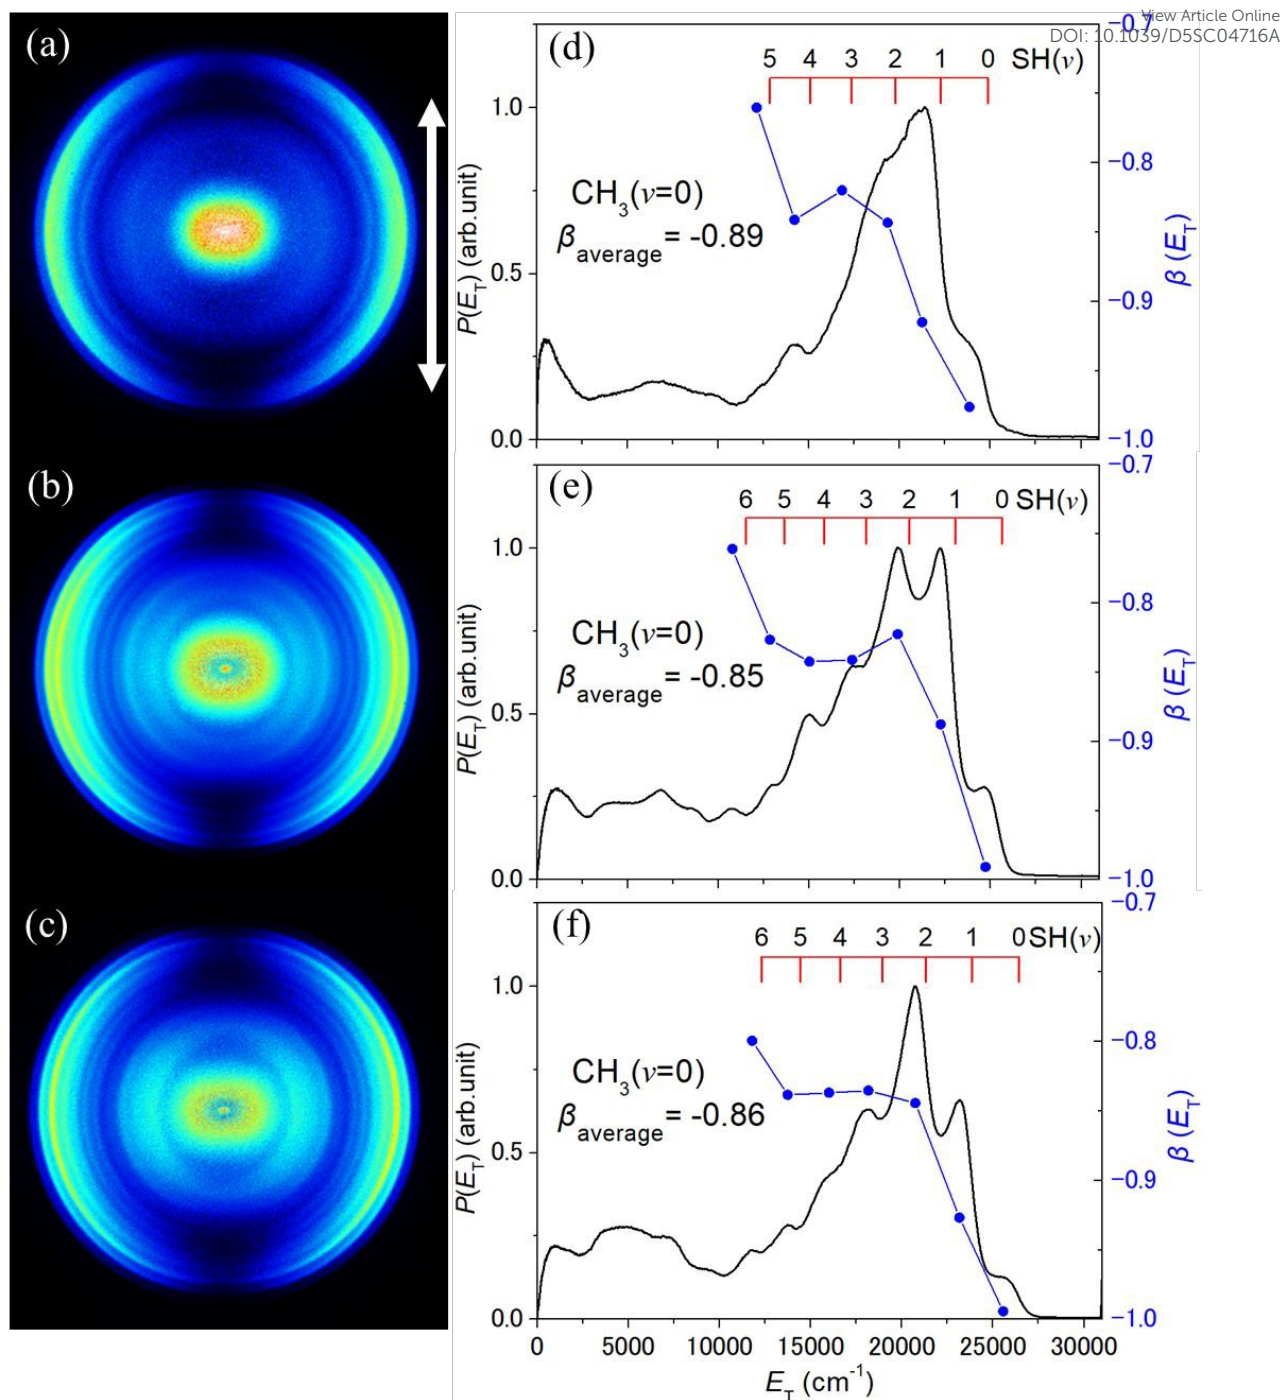 View Article Online
DOI: 10.1039/D5SC04716A
(a)
(d)
5 4 3 2 1 0 SH(v)
CH3(v=0)
βaverage = -0.89
P(ET) (arb.unit)
1.0
0.5
0.0
−0.7
−0.8
−0.9
−1.0
β (ET)
(b)
(e)
6 5 4 3 2 1 0 SH(v)
CH3(v=0)
βaverage = -0.85
P(ET) (arb.unit)
1.0
0.5
0.0
−0.7
−0.8
−0.9
−1.0
β (ET)
(c)
(f)
6 5 4 3 2 1 0SH(v)
CH3(v=0)
βaverage = -0.86
P(ET) (arb.unit)
1.0
0.5
0.0
−0.7
−0.8
−0.9
−1.0
β (ET)
0 5000 10000 15000 20000 25000 30000
ET (cm-1)